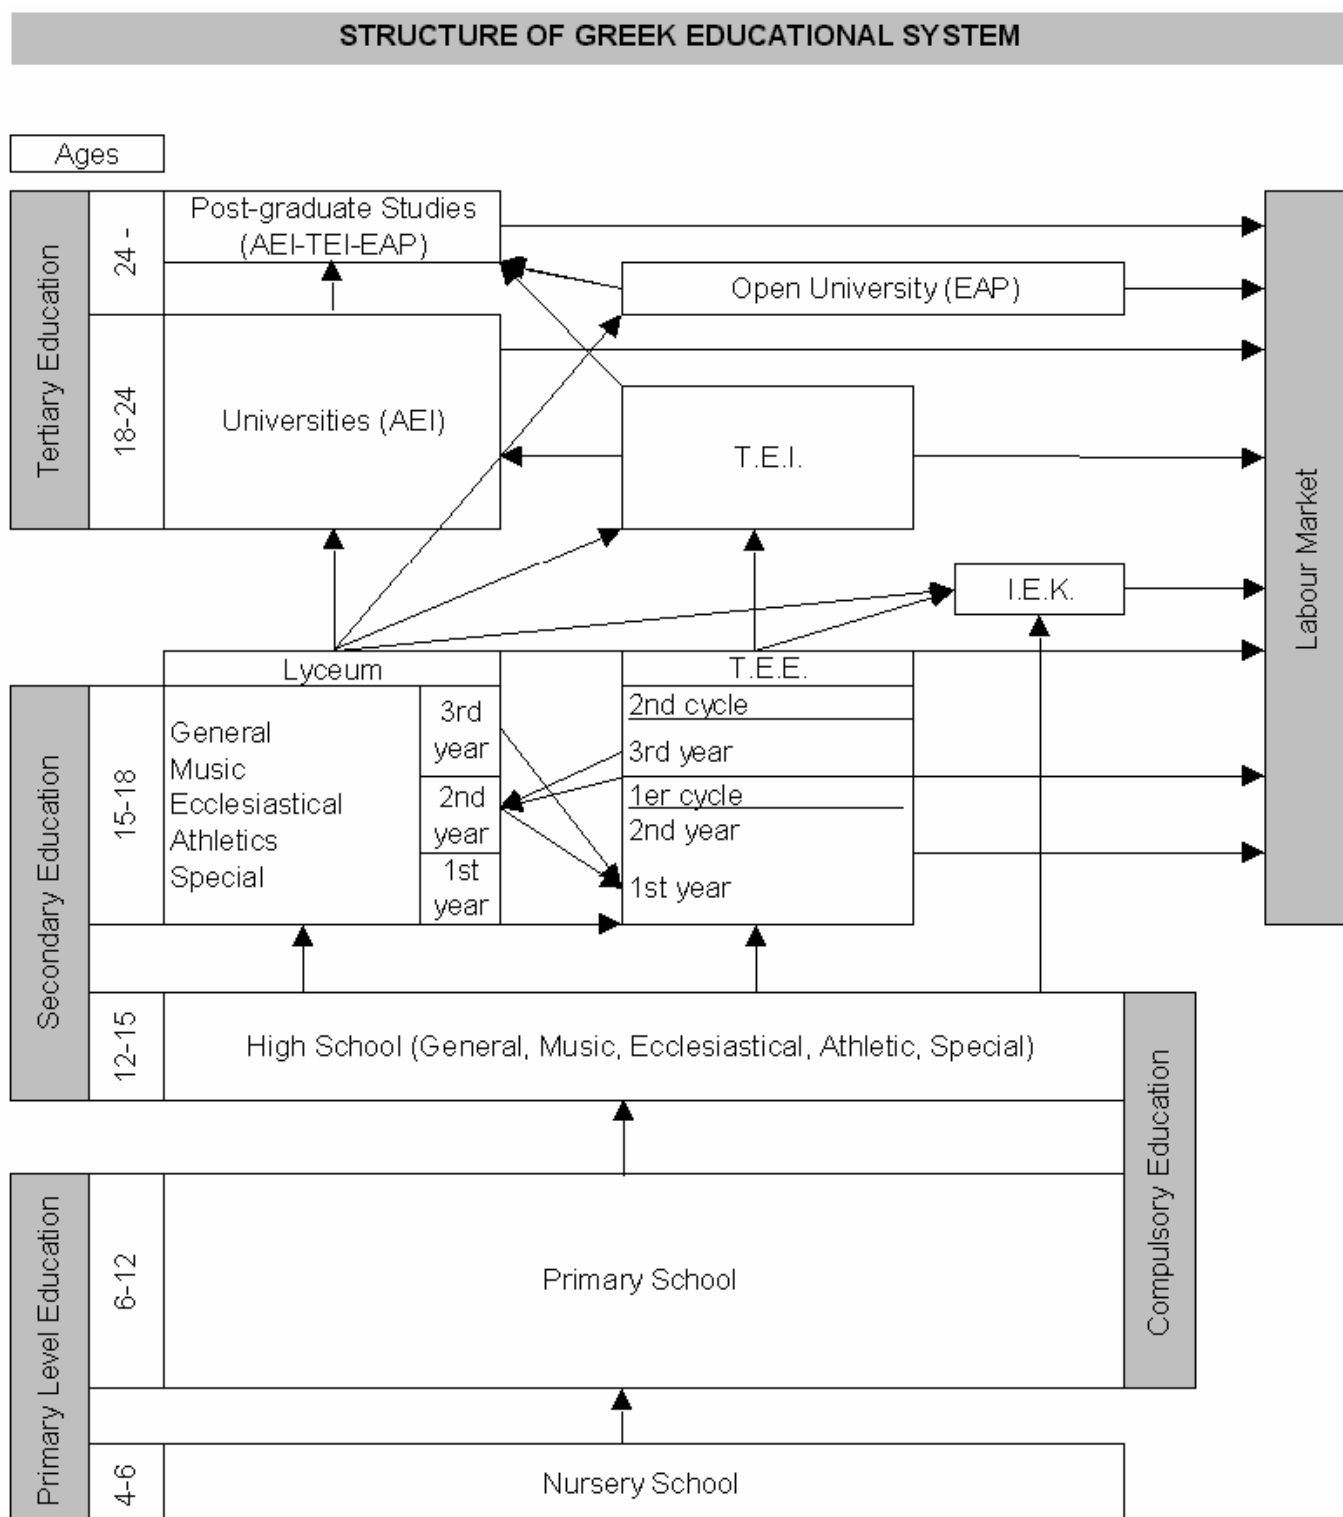 STRUCTURE OF GREEK EDUCATIONAL SYSTEM
Ages
Tertiary Education
24 -
Post-graduate Studies
(AEI-TEI-EAP)
Open University (EAP)
18-24
Universities (AEI)
T.E.I.
I.E.K.
Labour Market
Secondary Education
15-18
Lyceum
General
Music
Ecclesiastical
Athletics
Special
3rd
year
2nd
year
1st
year
T.E.E.
2nd cycle
3rd year
1er cycle
2nd year
1st year
12-15
High School (General, Music, Ecclesiastical, Athletic, Special)
Compulsory Education
Primary Level Education
6-12
Primary School
4-6
Nursery School